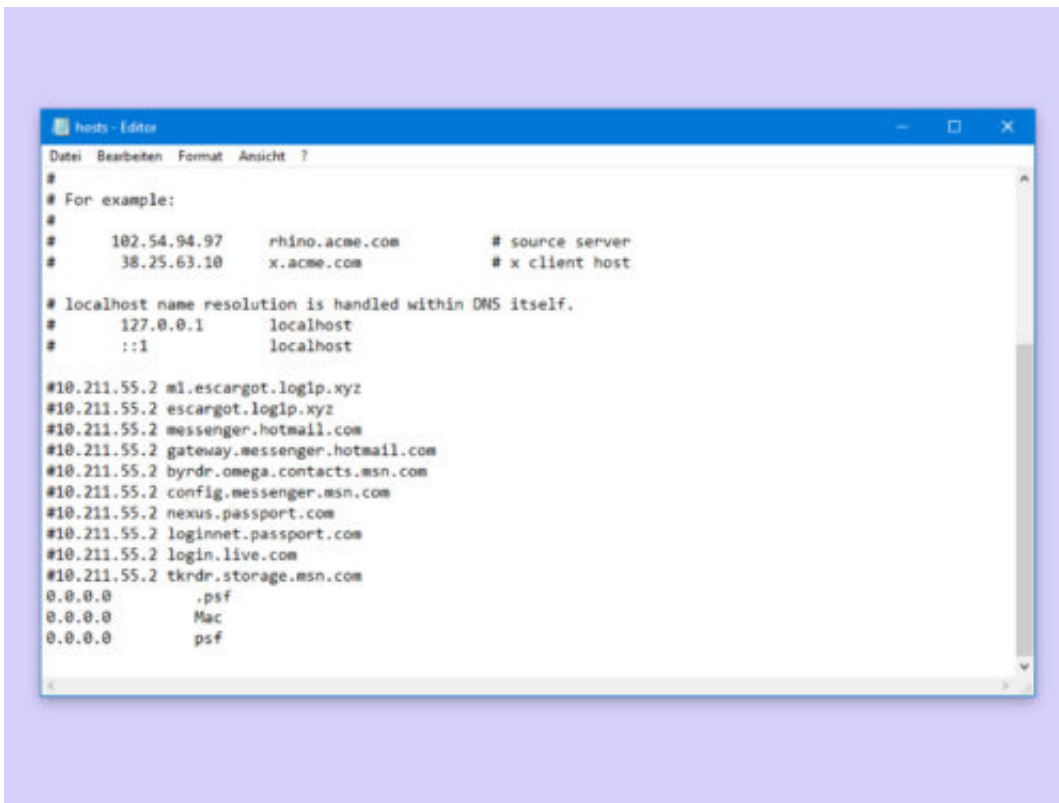 hosts - Editor
Datei Bearbeiten Format Ansicht ?
#
# For example:
#
# 102.54.94.97 rhino.acme.com # source server
# 38.25.63.10 x.acme.com # x client host
# localhost name resolution is handled within DNS itself.
# 127.0.0.1 localhost
# ::1 localhost
#10.211.55.2 m1.escargot.log1p.xyz
#10.211.55.2 escargot.log1p.xyz
#10.211.55.2 messenger.hotmail.com
#10.211.55.2 gateway.messenger.hotmail.com
#10.211.55.2 byrdr.omega.contacts.msn.com
#10.211.55.2 config.messenger.msn.com
#10.211.55.2 nexus.passport.com
#10.211.55.2 loginnet.passport.com
#10.211.55.2 login.live.com
#10.211.55.2 tkrdr.storage.msn.com
0.0.0.0 .psf
0.0.0.0 Mac
0.0.0.0 psf